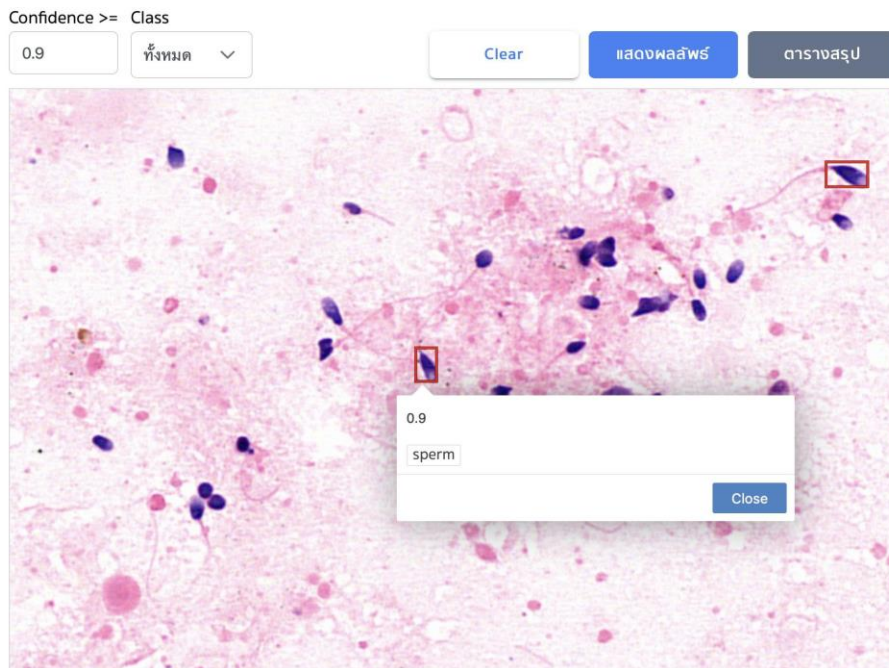 Confidence >= Class
0.9 ทั้งหมด Clear แสดงผลลัพธ์ ตารางสรุป
0.9
sperm
Close